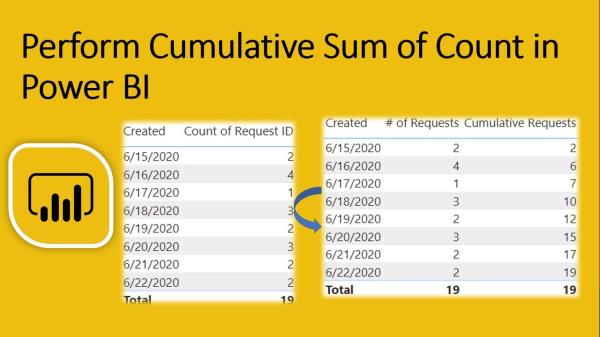 Perform Cumulative Sum of Count in
Power BI
Created Count of Request ID
6/15/2020 2
6/16/2020 4
6/17/2020 1
6/18/2020 3
6/19/2020 2
6/20/2020 3
6/21/2020 2
6/22/2020 2
Total 19
Created # of Requests Cumulative Requests
6/15/2020 2 2
6/16/2020 4 6
6/17/2020 1 7
6/18/2020 3 10
6/19/2020 2 12
6/20/2020 3 15
6/21/2020 2 17
6/22/2020 2 19
Total 19 19